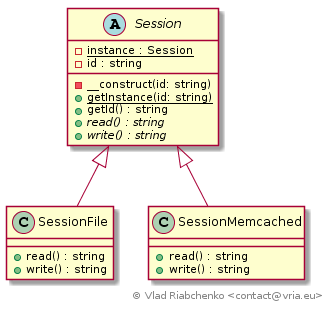 A Session
instance : Session
id : string
__construct(id: string)
getInstance(id: string)
getId() : string
read() : string
write() : string
C SessionFile
read() : string
write() : string
C SessionMemcached
read() : string
write() : string
© Vlad Riabchenko <contact@vria.eu>